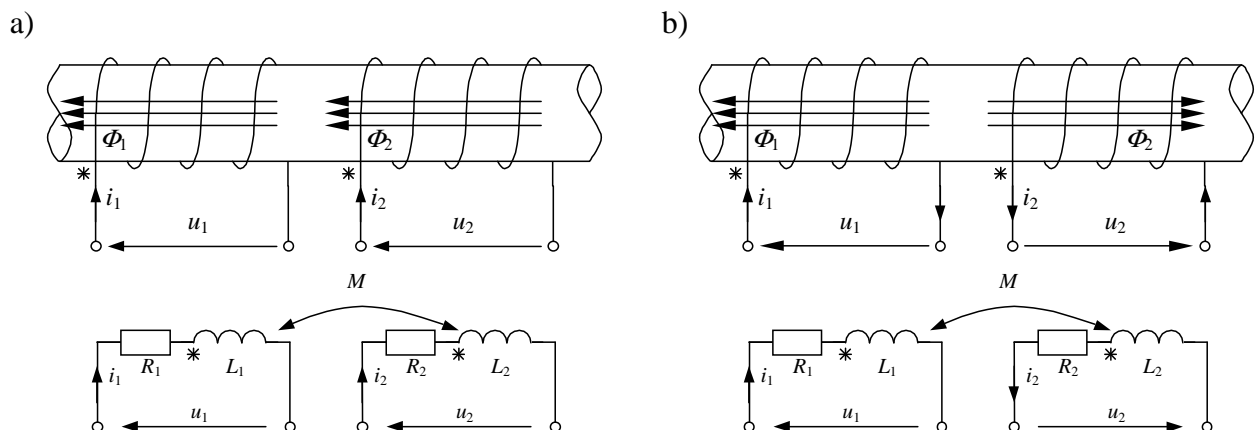 a) b)
Φ₁ Φ₂ Φ₁ Φ₂
* * * *
i₁ i₂ i₁ i₂
u₁ u₂ u₁ u₂
M M
R₁ * L₁ R₂ * L₂ R₁ * L₁ R₂ * L₂
i₁ i₂ i₁ i₂
u₁ u₂ u₁ u₂